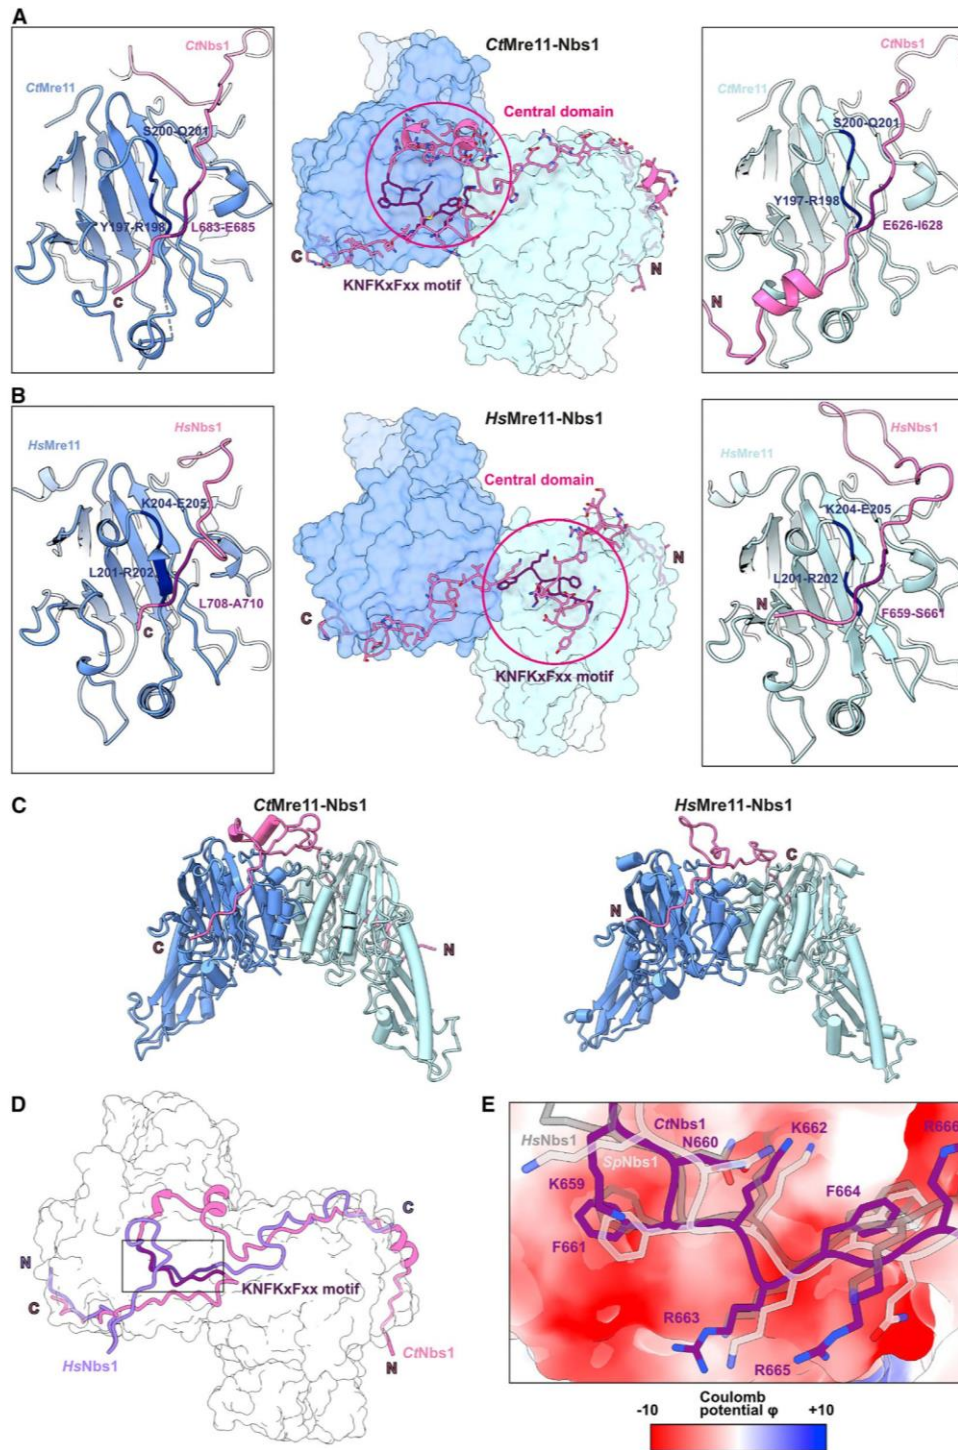 A
CtNbs1
CtMre11
S200-Q201
Y197-R198
L683-E685
C
CtMre11-Nbs1
Central domain
C
N
KNFKxFxx motif
CtNbs1
CtMre11
S200-Q201
Y197-R198
E626-I628
N
B
HsNbs1
HsMre11
K204-E205
L201-R202
L708-A710
C
HsMre11-Nbs1
Central domain
N
C
KNFKxFxx motif
HsNbs1
HsMre11
K204-E205
L201-R202
N
F659-S661
C
CtMre11-Nbs1
C
N
HsMre11-Nbs1
C
N
D
N
C
C
KNFKxFxx motif
HsNbs1
CtNbs1
N
E
HsNbs1
CtNbs1
N660
K662
R666
SpNbs1
K659
F664
F661
R663
R665
Coulomb
potential φ
-10
+10